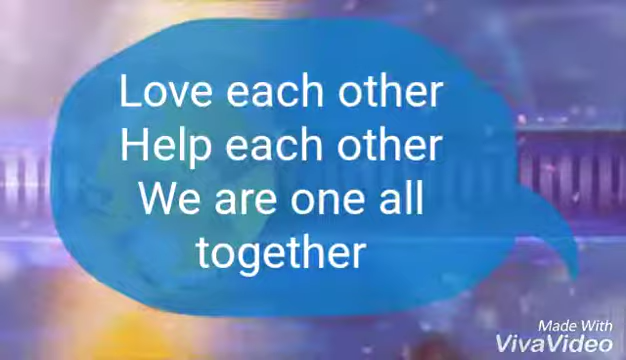 Love each other
Help each other
We are one all
together
Made With
VivaVideo